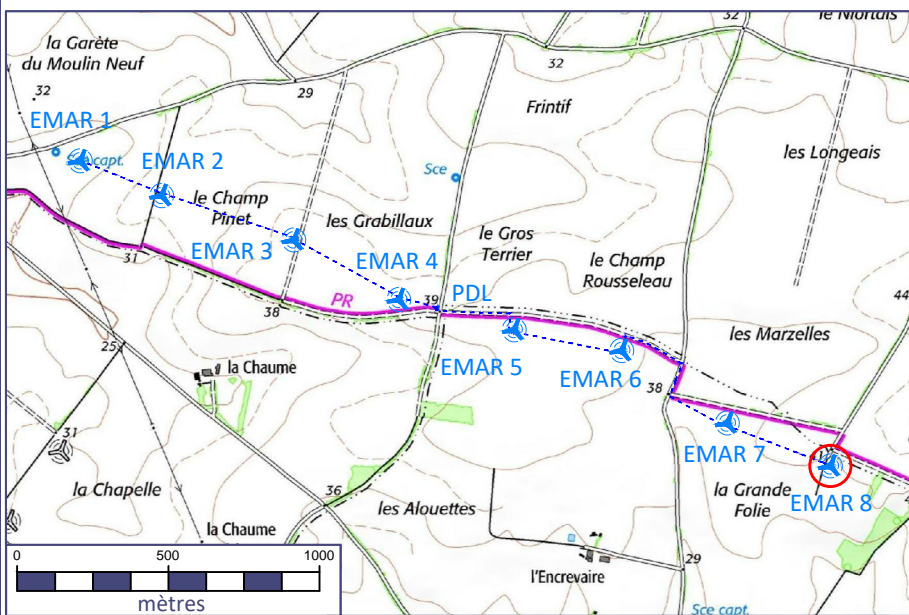 32
le Niortais
la Garète
du Moulin Neuf
32
29
32
Frintif
EMAR 1
Sce capt.
EMAR 2
les Longeais
Sce
le Champ
Pinet
les Grabillaux
le Gros
Terrier
EMAR 3
31
EMAR 4
le Champ
Rousseleau
38
PR
39
PDL
44
les Marzelles
EMAR 5
EMAR 6
25
la Chaume
38
31
EMAR 7
la Chapelle
36
la Grande
Folie
EMAR 8
les Alouettes
la Chaume
29
l'Encrevaire
Sce capt.
0
500
1000
mètres